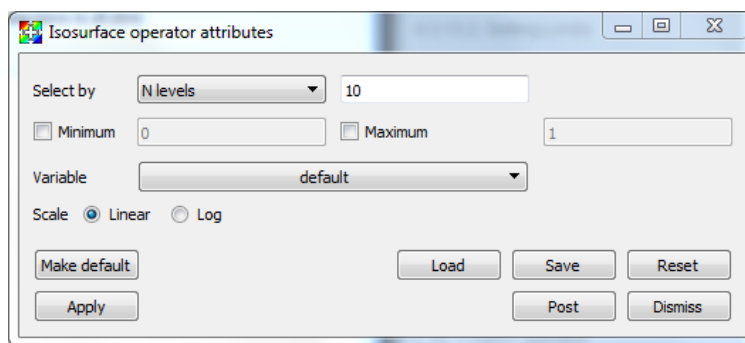 Isosurface operator attributes
Select by N levels 10
Minimum 0 Maximum 1
Variable default
Scale Linear Log
Make default Load Save Reset
Apply Post Dismiss